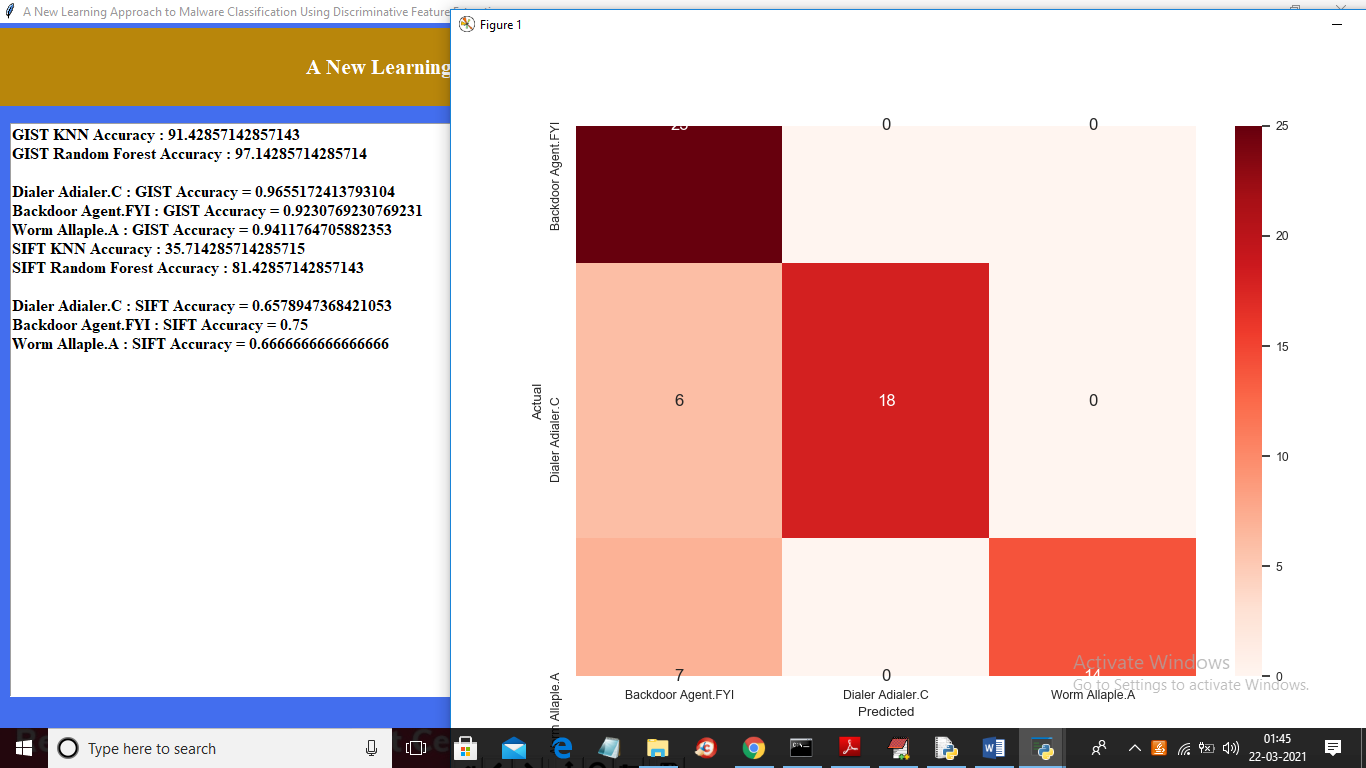 A New Learning Approach to Malware Classification Using Discriminative Feature
Figure 1
A New Learning
GIST KNN Accuracy : 91.42857142857143
GIST Random Forest Accuracy : 97.14285714285714
Dialer Adialer.C : GIST Accuracy = 0.9655172413793104
Backdoor Agent.FYI : GIST Accuracy = 0.9230769230769231
Worm Allaple.A : GIST Accuracy = 0.9411764705882353
SIFT KNN Accuracy : 35.714285714285715
SIFT Random Forest Accuracy : 81.42857142857143
Dialer Adialer.C : SIFT Accuracy = 0.6578947368421053
Backdoor Agent.FYI : SIFT Accuracy = 0.75
Worm Allaple.A : SIFT Accuracy = 0.6666666666666666
Actual
Backdoor Agent.FYI
Dialer Adialer.C
Allaple.A
0 0
6 18 0
7 0 14
Backdoor Agent.FYI Dialer Adialer.C Worm Allaple.A
Predicted
25
20
15
10
5
0
Activate Windows
Go to Settings to activate Windows.
Type here to search
01:45
22-03-2021